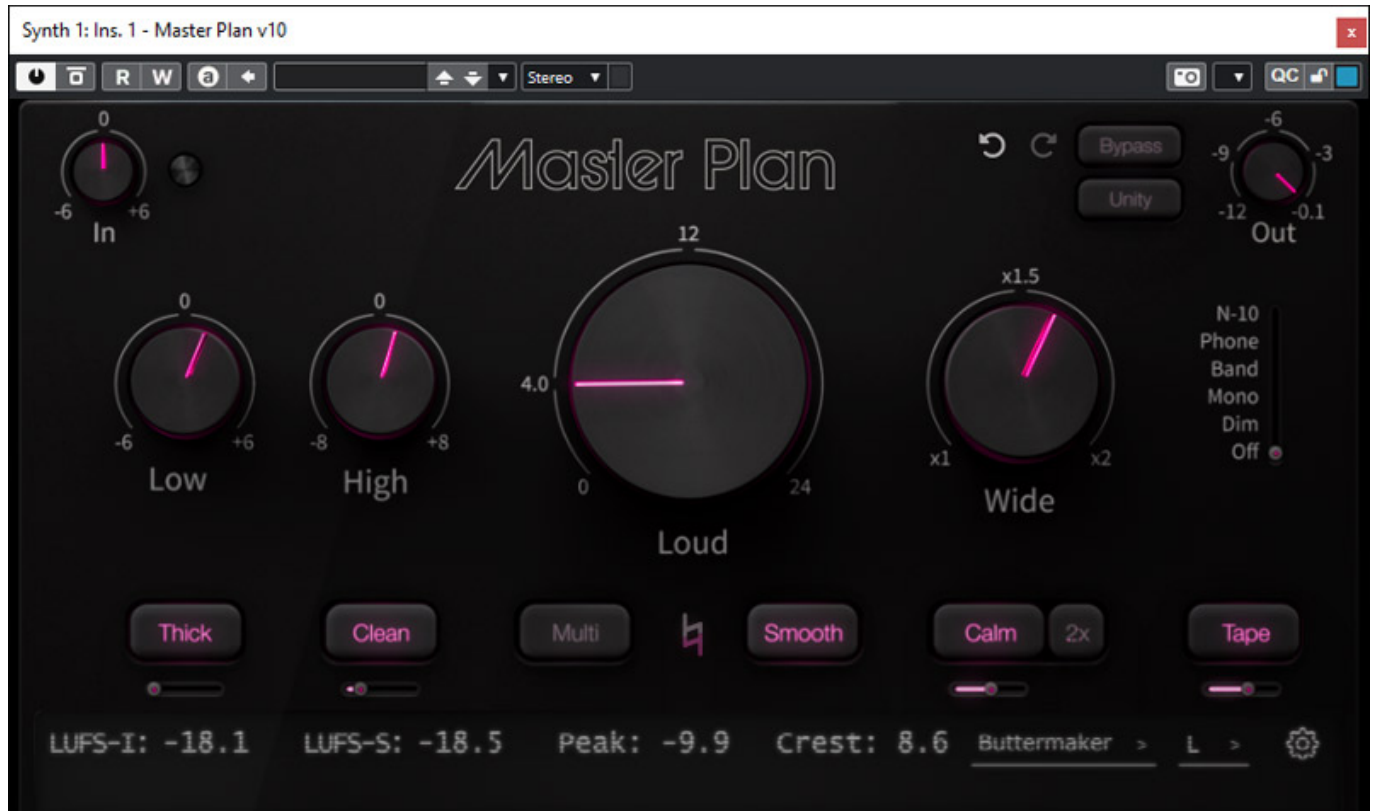 Synth 1: Ins. 1 - Master Plan v10
x
R W a Stereo QC
0
-6 +6
In
Master Plan
Bypass
Unity
-6
-9 -3
-12 -0.1
Out
0
-6 +6
Low
0
-8 +8
High
12
4.0
0 24
Loud
x1.5
x1 x2
Wide
N-10
Phone
Band
Mono
Dim
Off
Thick Clean Multi Smooth Calm 2x Tape
LUFS-I: -18.1 LUFS-S: -18.5 Peak: -9.9 Crest: 8.6 Buttermaker > L >